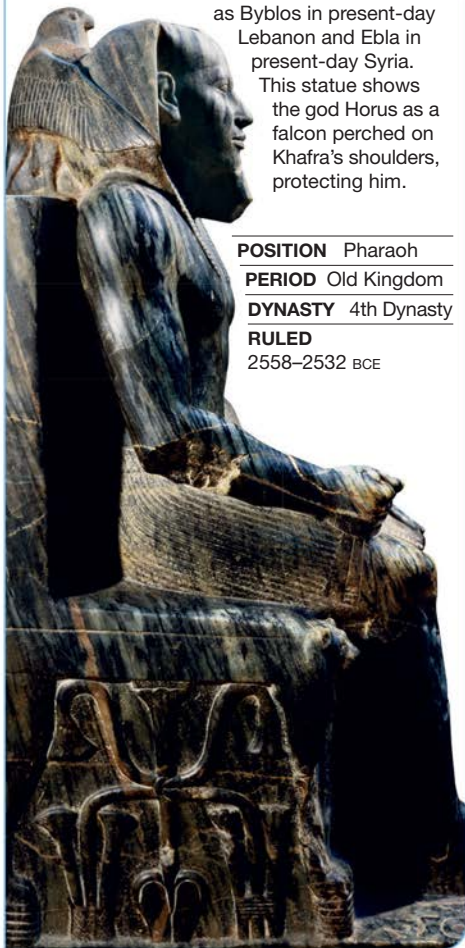 as Byblos in present-day
Lebanon and Ebla in
present-day Syria.
This statue shows
the god Horus as a
falcon perched on
Khafra's shoulders,
protecting him.
POSITION Pharaoh
PERIOD Old Kingdom
DYNASTY 4th Dynasty
RULED
2558–2532 BCE